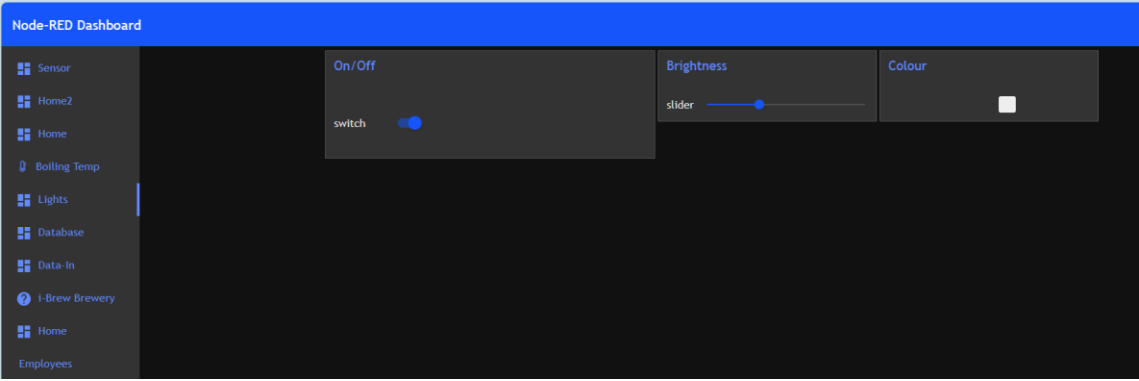 Node-RED Dashboard
Sensor
Home2
Home
Boiling Temp
Lights
Database
Data-In
i-Brew Brewery
Home
Employees
On/Off
switch
Brightness
slider
Colour